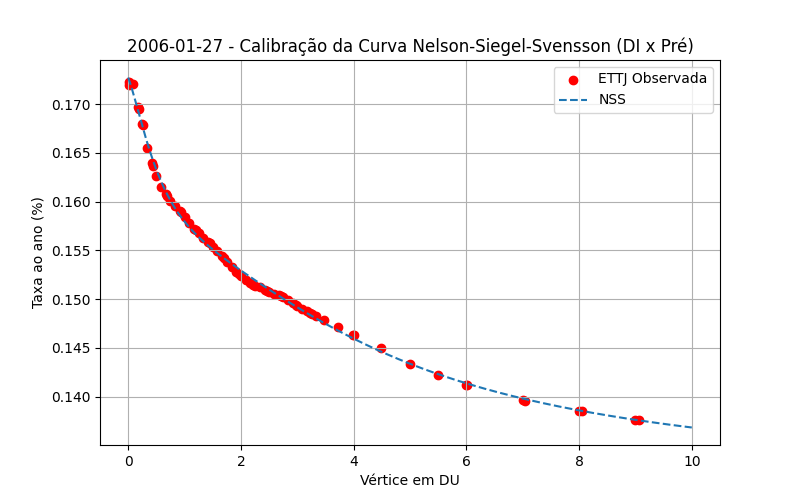 2006-01-27 - Calibração da Curva Nelson-Siegel-Svensson (DI x Pré)
ETTJ Observada
NSS
Taxa ao ano (%)
0.170
0.165
0.160
0.155
0.150
0.145
0.140
0 2 4 6 8 10
Vértice em DU